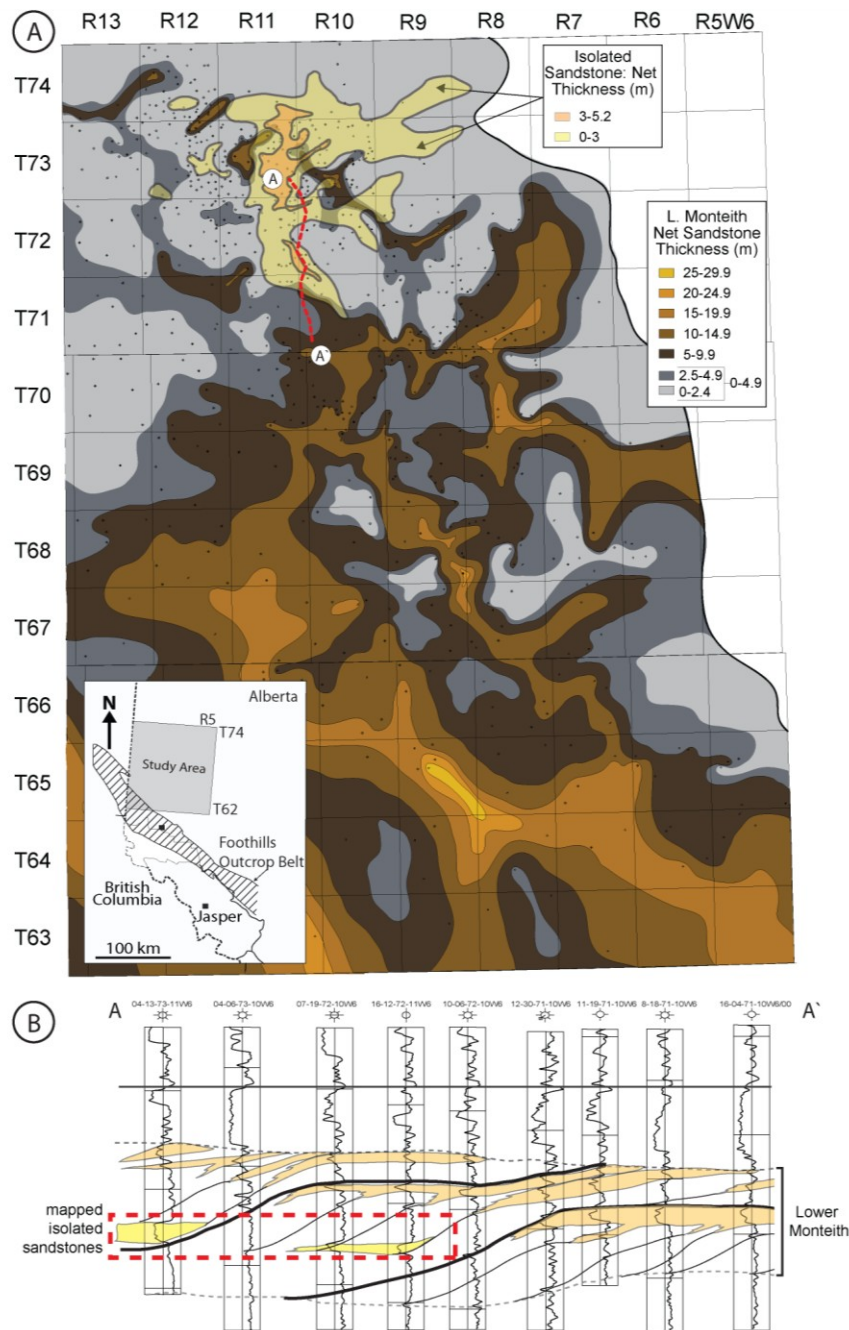 A
R13 R12 R11 R10 R9 R8 R7 R6 R5W6
T74
T73
T72
T71
T70
T69
T68
T67
T66
T65
T64
T63
Isolated
Sandstone: Net
Thickness (m)
3-5.2
0-3
L. Monteith
Net Sandstone
Thickness (m)
25-29.9
20-24.9
15-19.9
10-14.9
5-9.9
2.5-4.9
0-2.4
0-4.9
A
A`
N
Alberta
R5
T74
Study Area
T62
Foothills
Outcrop Belt
British
Columbia
Jasper
100 km
B
A A`
04-13-73-11W6 04-06-73-10W6 07-19-72-10W6 16-12-72-11W6 10-06-72-10W6 12-30-71-10W6 11-19-71-10W6 8-18-71-10W6 16-04-71-10W6/00
mapped
isolated
sandstones
Lower
Monteith